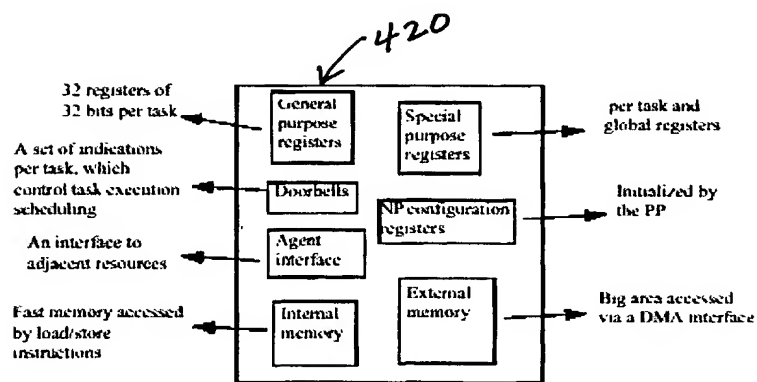 420
32 registers of
32 bits per task
General
purpose
registers
Special
purpose
registers
per task and
global registers
A set of indications
per task, which
control task execution
scheduling
Doorbells
NP configuration
registers
Initialized by
the PP
An interface to
adjacent resources
Agent
interface
Fast memory accessed
by load/store
instructions
Internal
memory
External
memory
Big area accessed
via a DMA interface